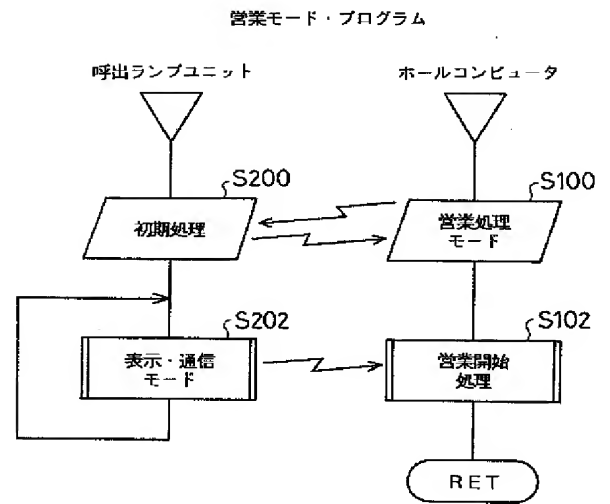 営業モード・プログラム
呼出ランプユニット
ホールコンピュータ
S200
S100
初期処理
営業処理
モード
S202
S102
表示・通信
モード
営業開始
処理
RET